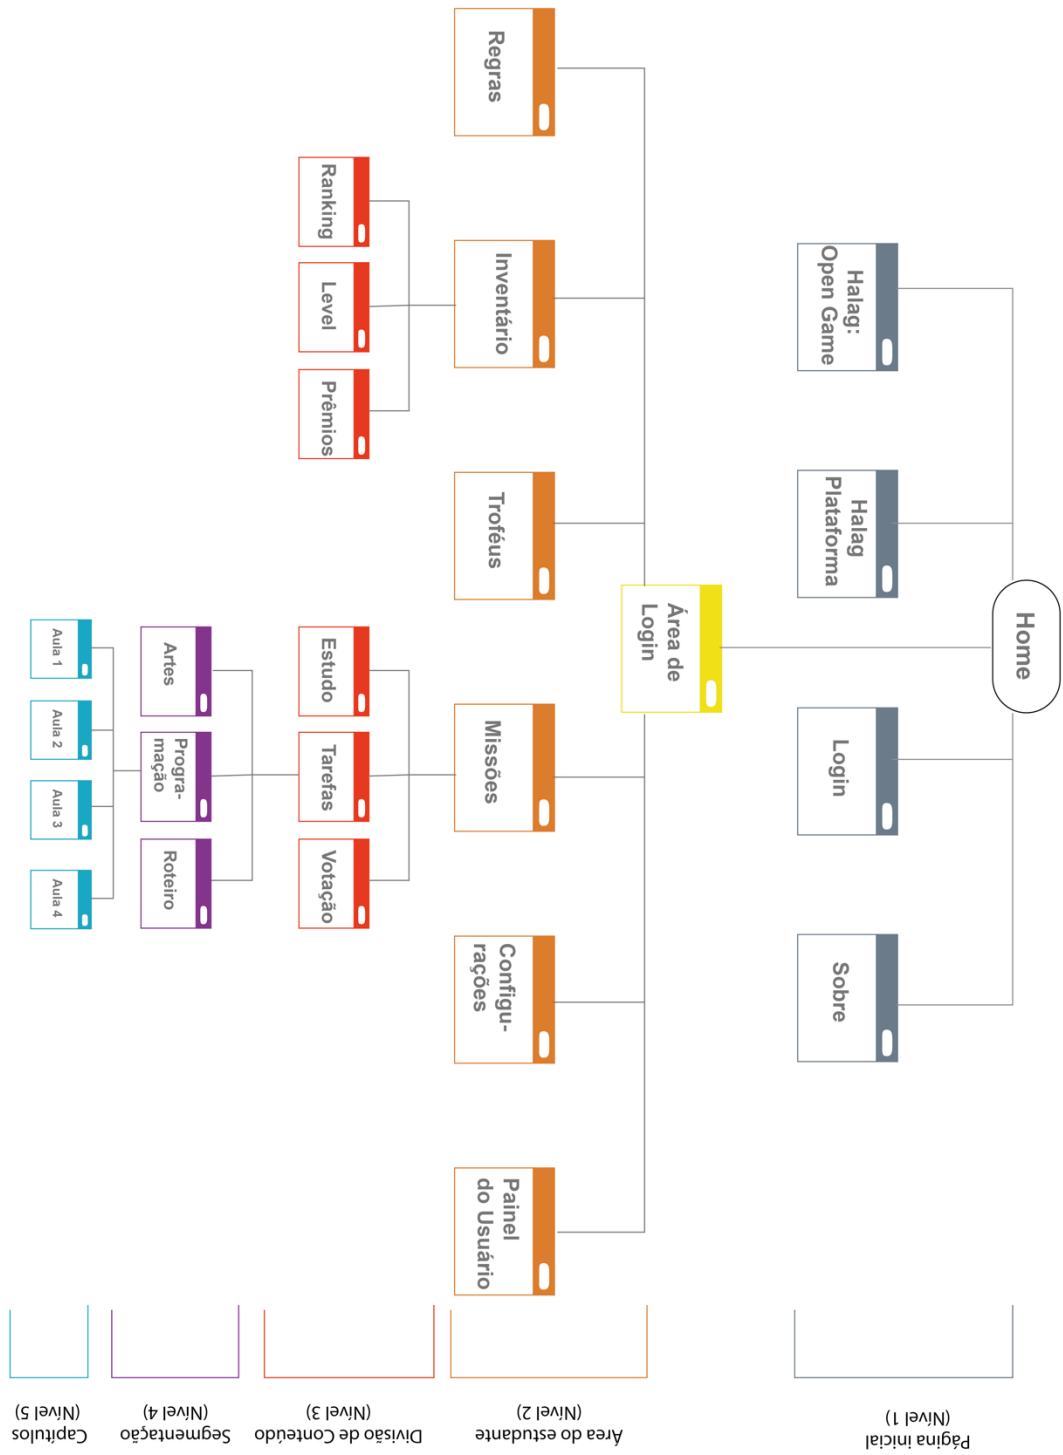 Home
Halag:
Open Game
Halag
Plataforma
Login
Sobre
Área de
Login
Regras
Inventário
Troféus
Missões
Configu-
rações
Painel
do Usuário
Ranking
Level
Prêmios
Estudo
Tarefas
Votação
Artes
Progra-
mação
Roteiro
Aula 1
Aula 2
Aula 3
Aula 4
Página inicial
(Nível 1)
Área do estudante
(Nível 2)
Divisão de Conteúdo
(Nível 3)
Segmentação
(Nível 4)
Capítulos
(Nível 5)